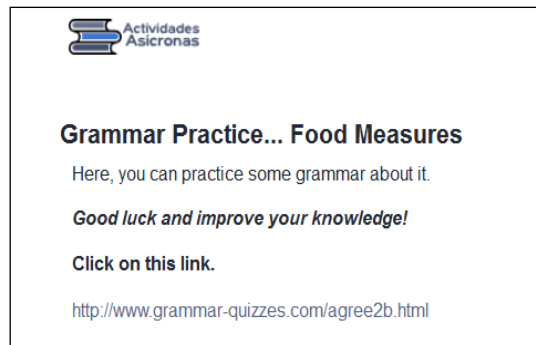 Actividades
Asicronas
Grammar Practice... Food Measures
Here, you can practice some grammar about it.
Good luck and improve your knowledge!
Click on this link.
http://www.grammar-quizzes.com/agree2b.html